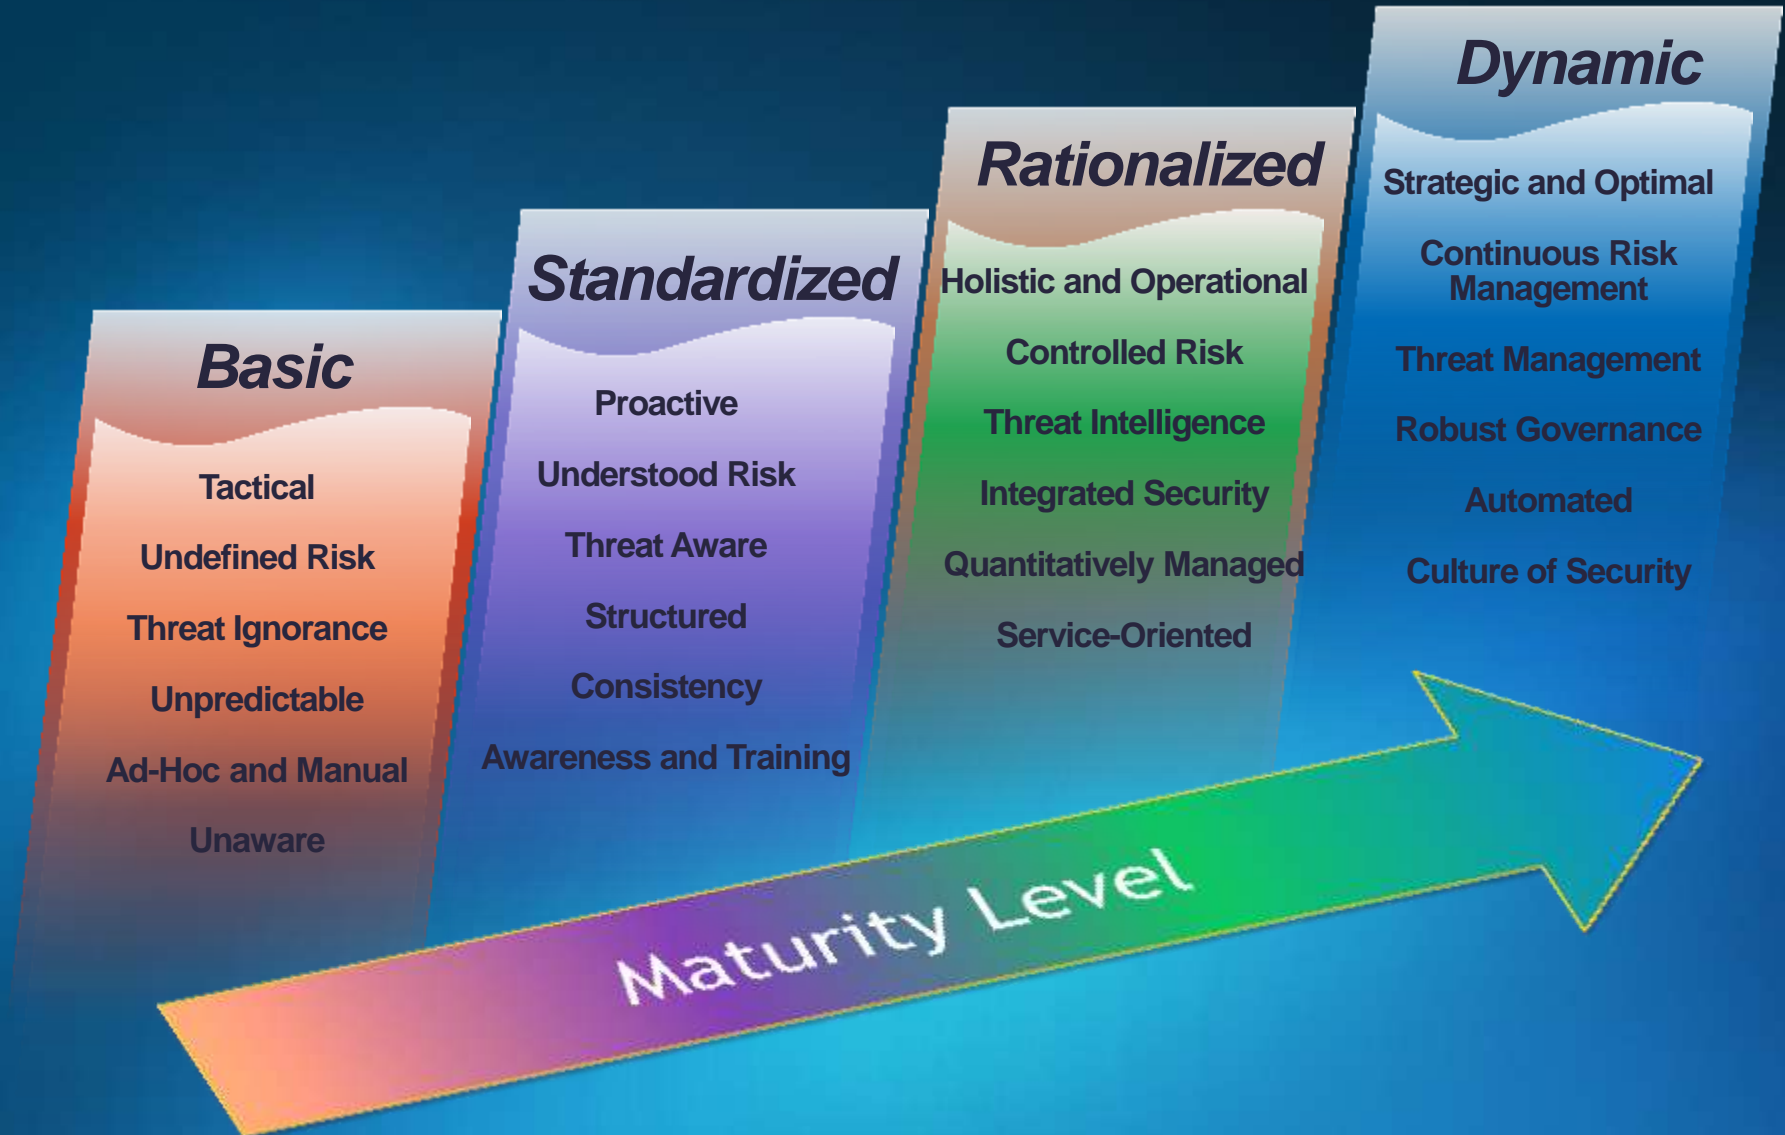 Basic
Tactical
Undefined Risk
Threat Ignorance
Unpredictable
Ad-Hoc and Manual
Unaware
Standardized
Proactive
Understood Risk
Threat Aware
Structured
Consistency
Awareness and Training
Rationalized
Holistic and Operational
Controlled Risk
Threat Intelligence
Integrated Security
Quantitatively Managed
Service-Oriented
Dynamic
Strategic and Optimal
Continuous Risk
Management
Threat Management
Robust Governance
Automated
Culture of Security
Maturity Level